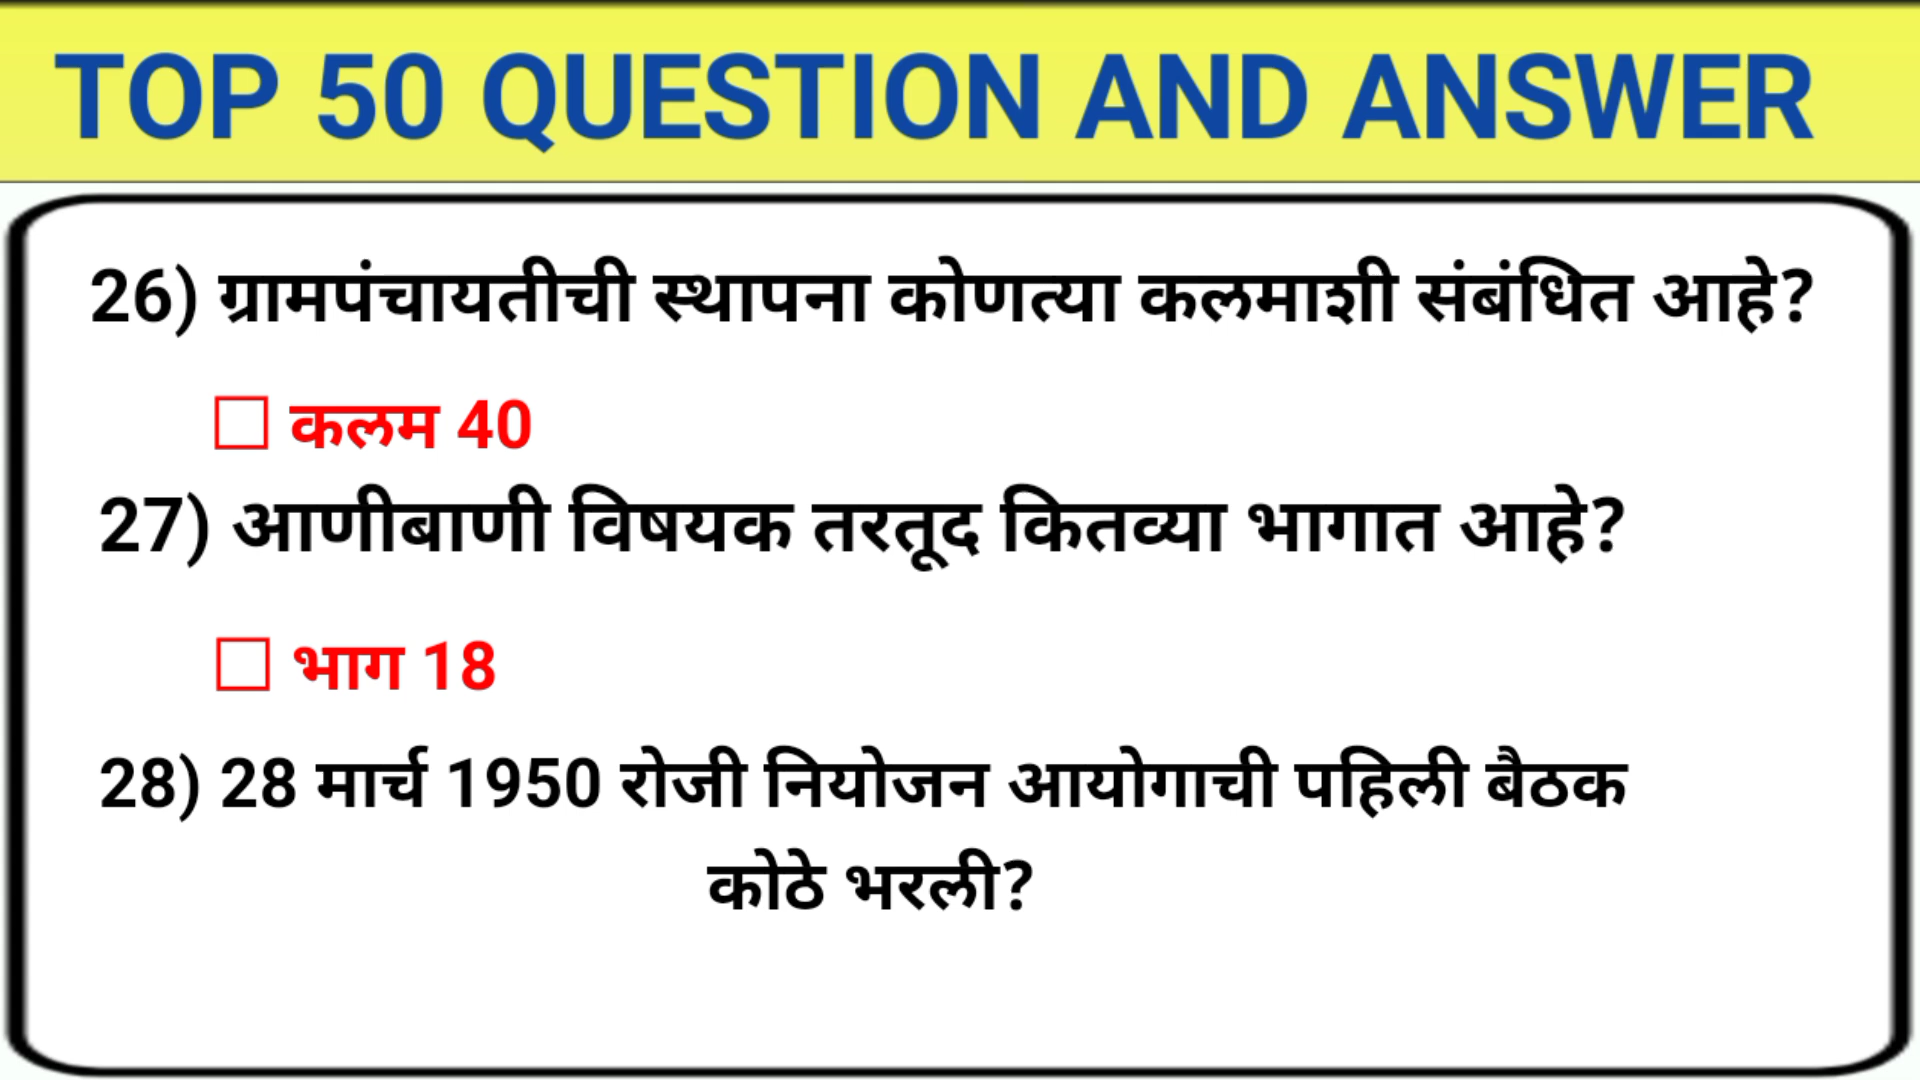 TOP 50 QUESTION AND ANSWER
26) ग्रामपंचायतीची स्थापना कोणत्या कलमाशी संबंधित आहे?
☐ कलम 40
27) आणीबाणी विषयक तरतूद कितव्या भागात आहे?
☐ भाग 18
28) 28 मार्च 1950 रोजी नियोजन आयोगाची पहिली बैठक
कोठे भरली?